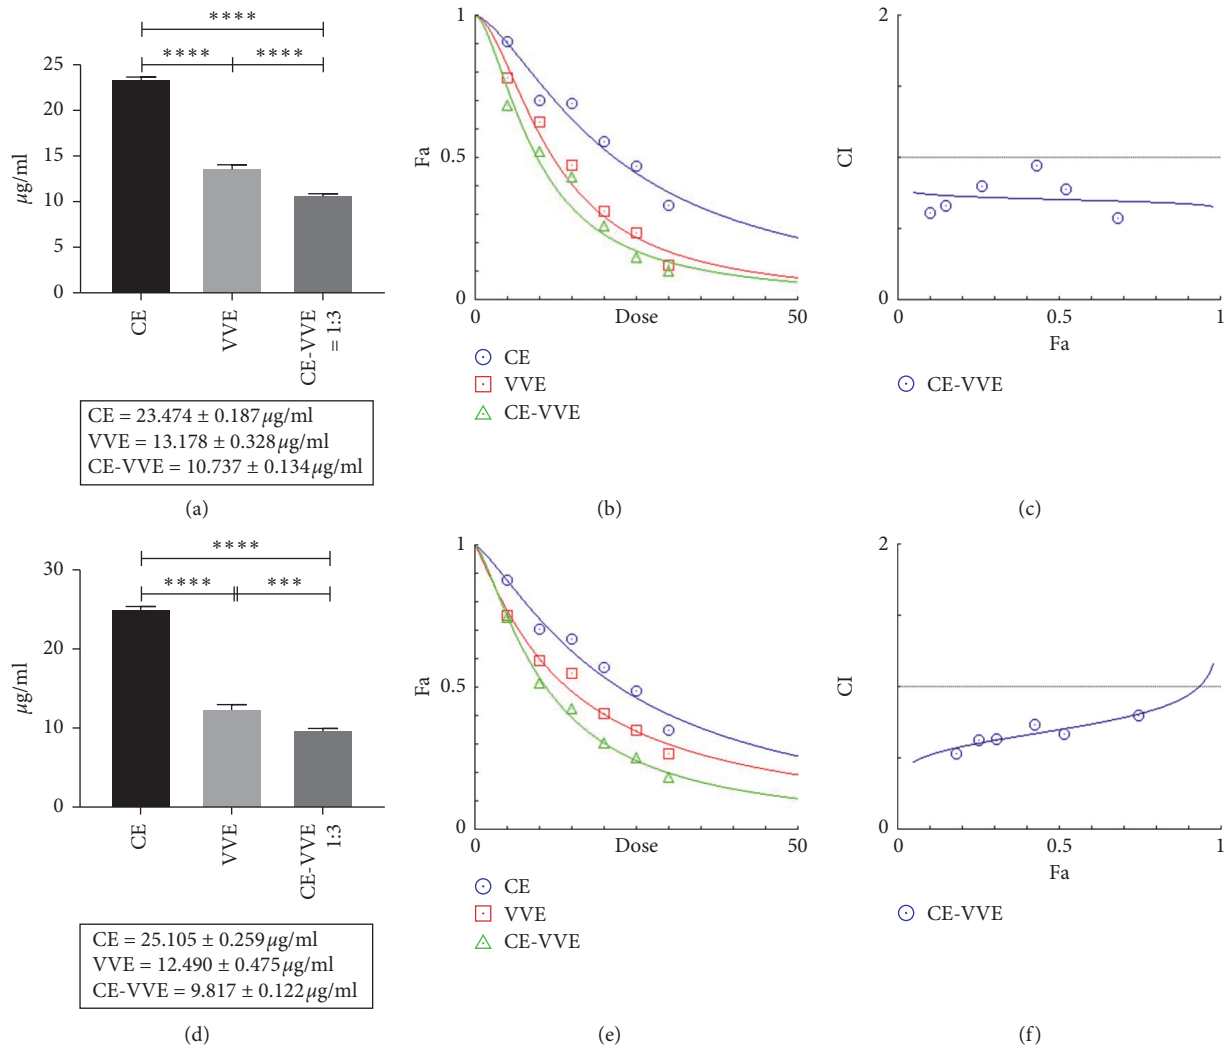 ****
**** ****
25
20
15
10
5
0
μg/ml
CE
VVE
CE-VVE
= 1:3
CE = 23.474 ± 0.187 μg/ml
VVE = 13.178 ± 0.328 μg/ml
CE-VVE = 10.737 ± 0.134 μg/ml
(a)
1
0.5
0
Fa
0 Dose 50
CE
VVE
CE-VVE
(b)
2
1
0
CI
0 0.5 1
Fa
CE-VVE
(c)
****
**** ***
30
20
10
0
μg/ml
CE
VVE
CE-VVE
1:3
CE = 25.105 ± 0.259 μg/ml
VVE = 12.490 ± 0.475 μg/ml
CE-VVE = 9.817 ± 0.122 μg/ml
(d)
1
0.5
0
Fa
0 Dose 50
CE
VVE
CE-VVE
(e)
2
1
0
CI
0 0.5 1
Fa
CE-VVE
(f)